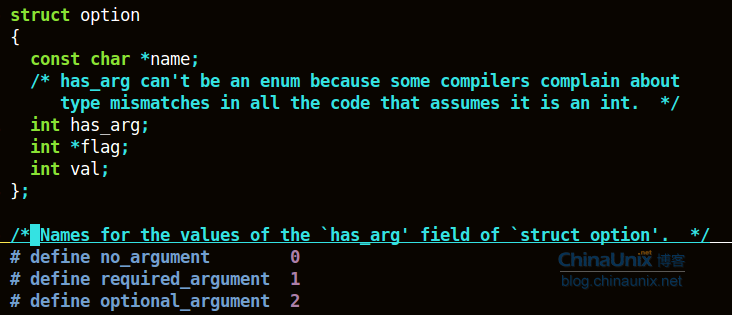 struct option
{
  const char *name;
  /* has_arg can't be an enum because some compilers complain about
     type mismatches in all the code that assumes it is an int.  */
  int has_arg;
  int *flag;
  int val;
};
/* Names for the values of the `has_arg' field of `struct option'.  */
# define no_argument        0
# define required_argument  1
# define optional_argument  2
ChinaUnix.net 博客
blog.chinaunix.net